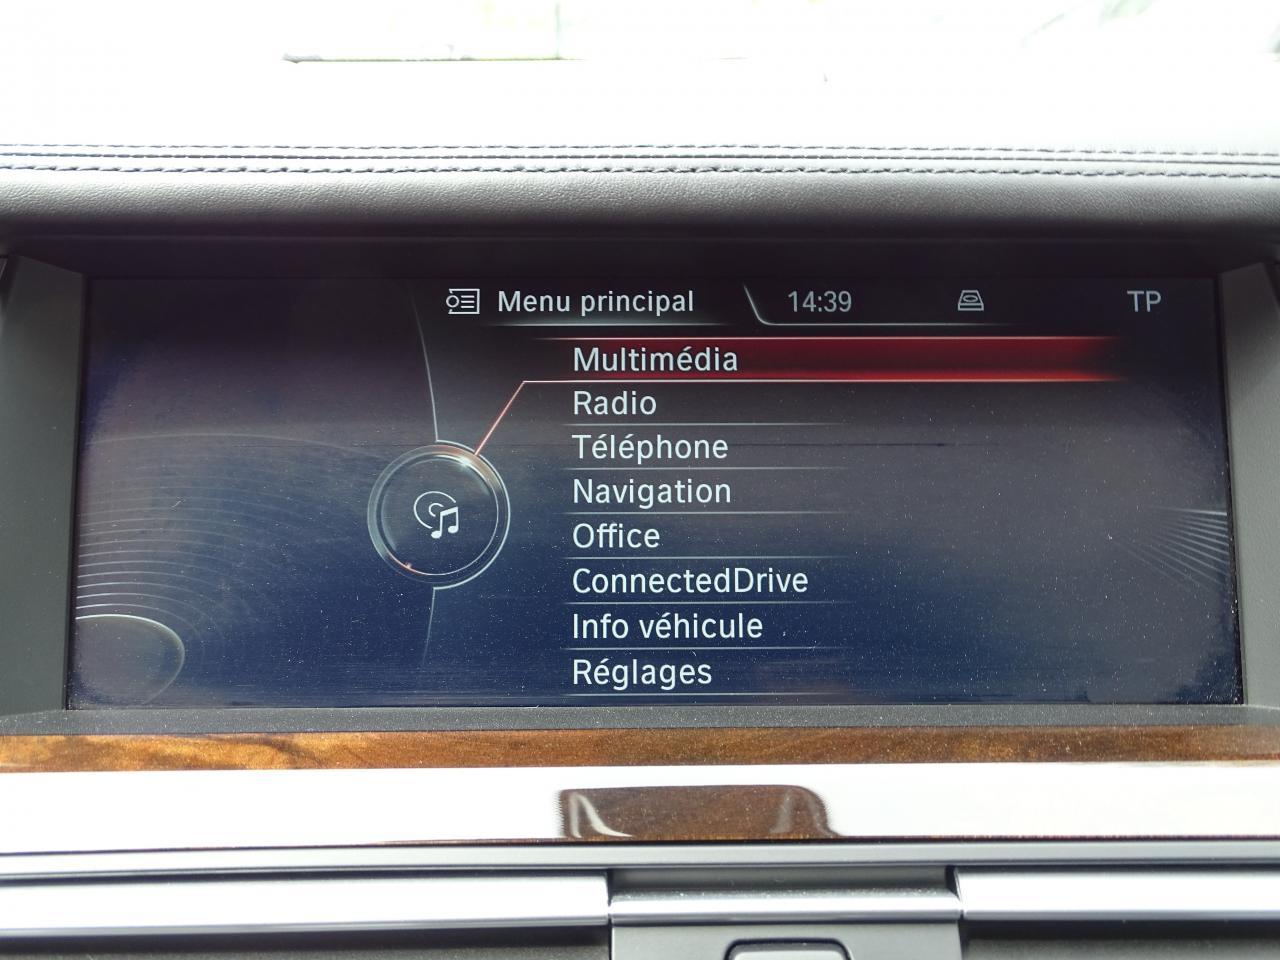 Menu principal 14:39 TP
Multimédia
Radio
Téléphone
Navigation
Office
ConnectedDrive
Info véhicule
Réglages